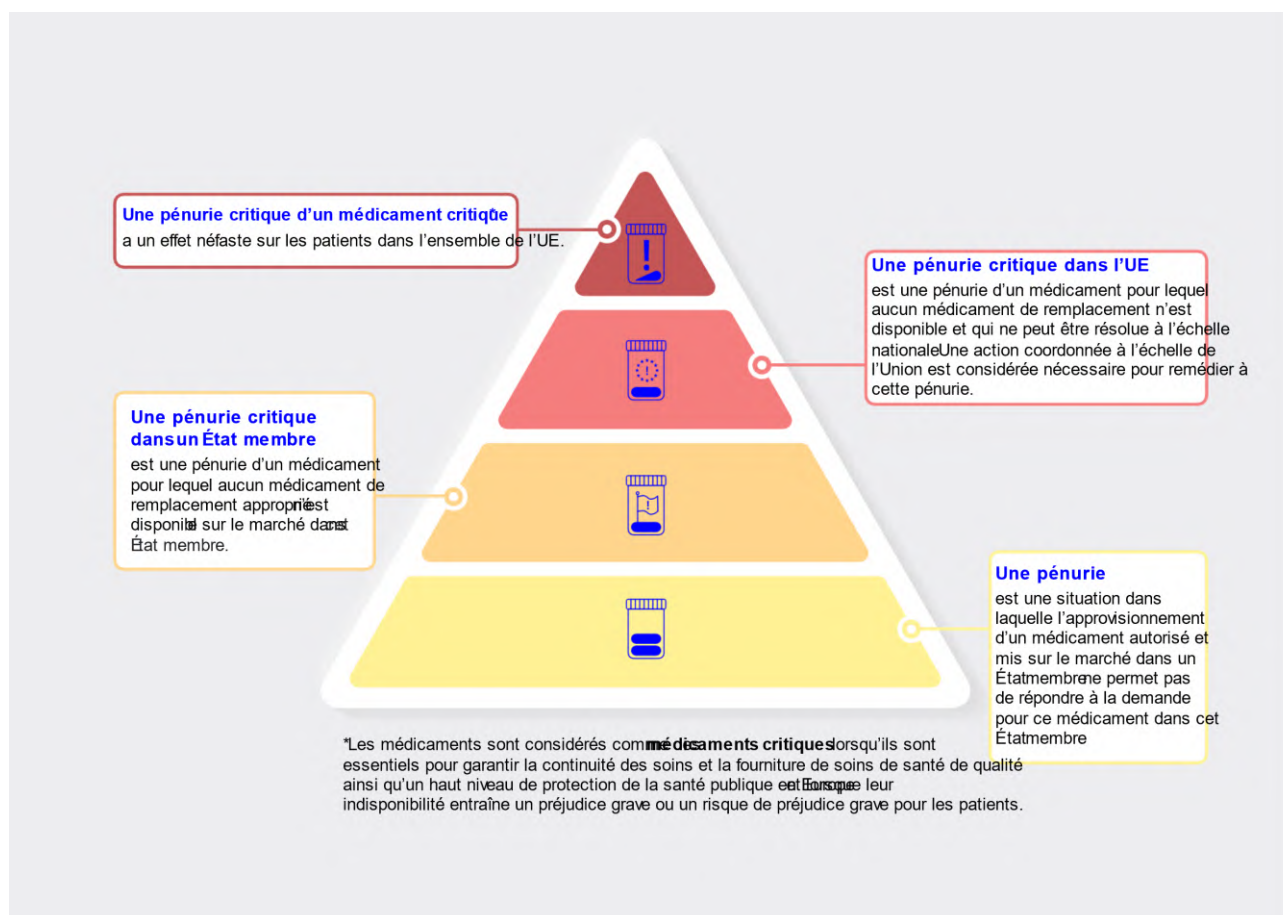 Une pénurie critique d'un médicament critique*
a un effet néfaste sur les patients dans l'ensemble de l'UE.
Une pénurie critique dans l'UE
est une pénurie d'un médicament pour lequel
aucun médicament de remplacement n'est
disponible et qui ne peut être résolue à l'échelle
nationaleUne action coordonnée à l'échelle de
l'Union est considérée nécessaire pour remédier à
cette pénurie.
Une pénurie critique
dans un État membre
est une pénurie d'un médicament
pour lequel aucun médicament de
remplacement approprié n'est
disponible sur le marché dans cet
État membre.
Une pénurie
est une situation dans
laquelle l'approvisionnement
d'un médicament autorisé et
mis sur le marché dans un
Étatmembre ne permet pas
de répondre à la demande
pour ce médicament dans cet
Étatmembre
*Les médicaments sont considérés comme des médicaments critiques lorsqu'ils sont
essentiels pour garantir la continuité des soins et la fourniture de soins de santé de qualité
ainsi qu'un haut niveau de protection de la santé publique en Europe et lorsque leur
indisponibilité entraîne un préjudice grave ou un risque de préjudice grave pour les patients.